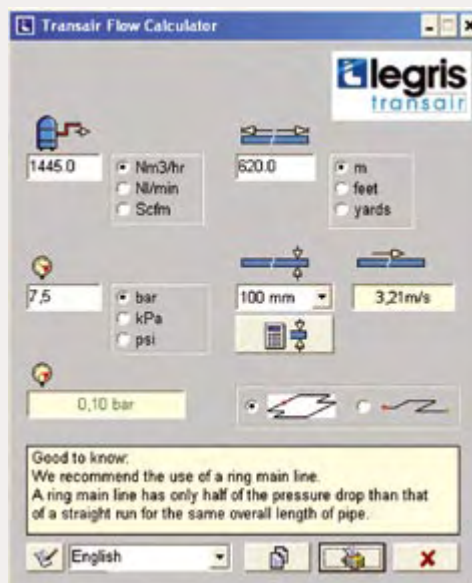 Transair Flow Calculator
legris
transair
1445.0
Nm3/hr
Nl/min
Scfm
620.0
m
feet
yards
7,5
bar
kPa
psi
100 mm
3,21m/s
0,10 bar
Good to know:
We recommend the use of a ring main line.
A ring main line has only half of the pressure drop than that
of a straight run for the same overall length of pipe.
English